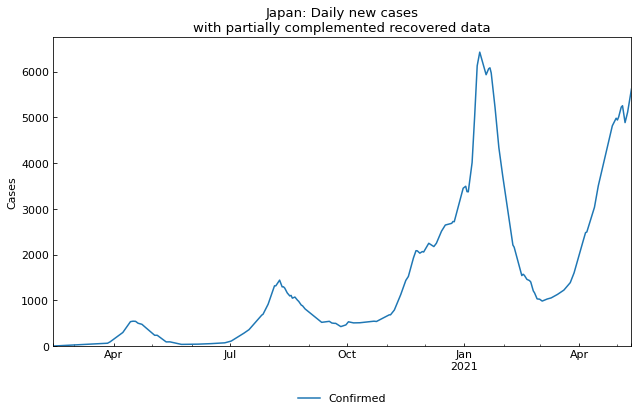 Japan: Daily new cases
with partially complemented recovered data
Cases
6000
5000
4000
3000
2000
1000
0
Apr
Jul
Oct
Jan
2021
Apr
Confirmed